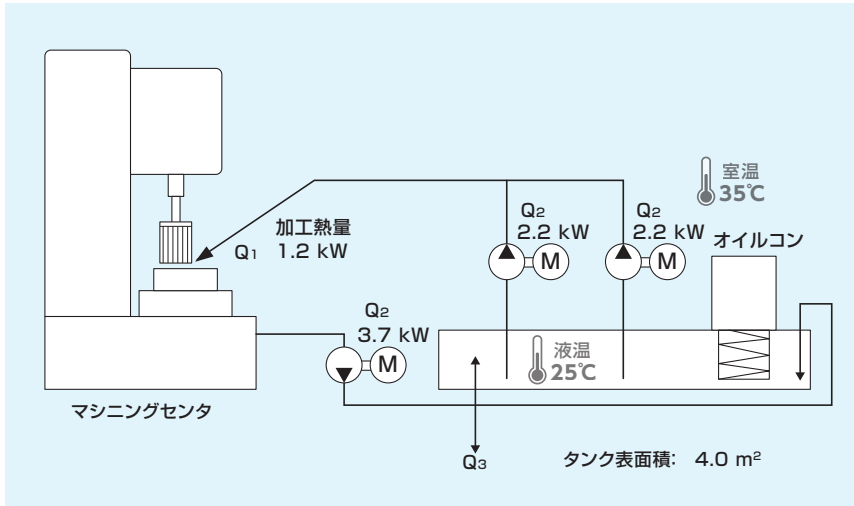 室温
35℃
Q2
2.2 kW
Q2
2.2 kW
オイルコン
加工熱量
Q1 1.2 kW
M
M
Q2
3.7 kW
M
液温
25℃
マシニングセンタ
Q3
タンク表面積: 4.0 m²